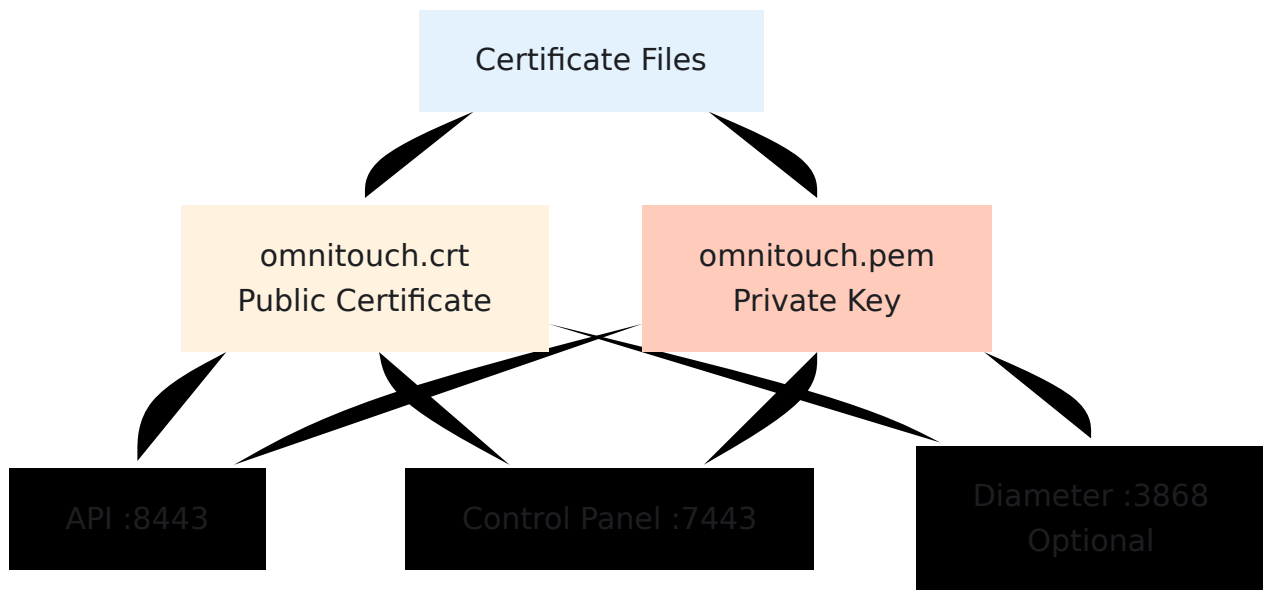 Certificate Files
omnitouch.crt
Public Certificate
omnitouch.pem
Private Key
API :8443
Control Panel :7443
Diameter :3868
Optional